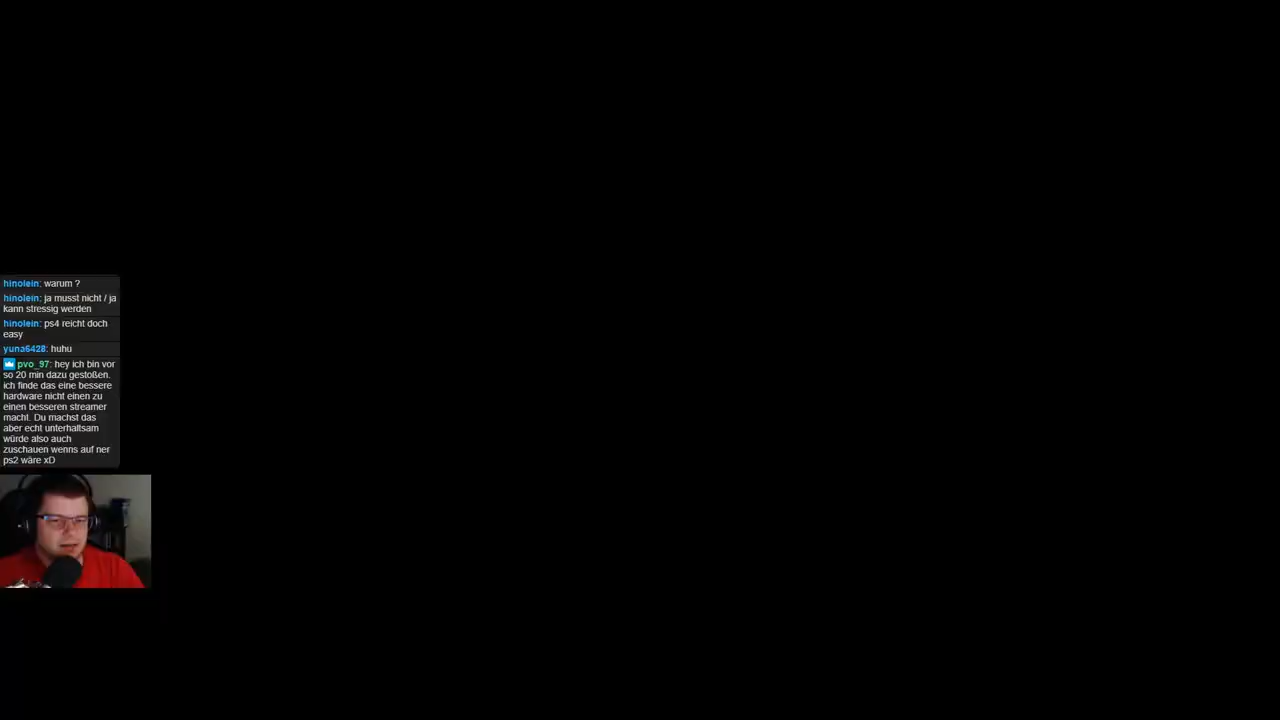 hinolein: warum ?
hinolein: ja musst nicht / ja
kann stressig werden
hinolein: ps4 reicht doch
easy
yuna6428: huhu
pvo_97: hey ich bin vor
so 20 min dazu gestoßen.
ich finde das eine bessere
hardware nicht einen zu
einen besseren streamer
macht. Du machst das
aber echt unterhaltsam
würde also auch
zuschauen wenns auf ner
ps2 wäre xD